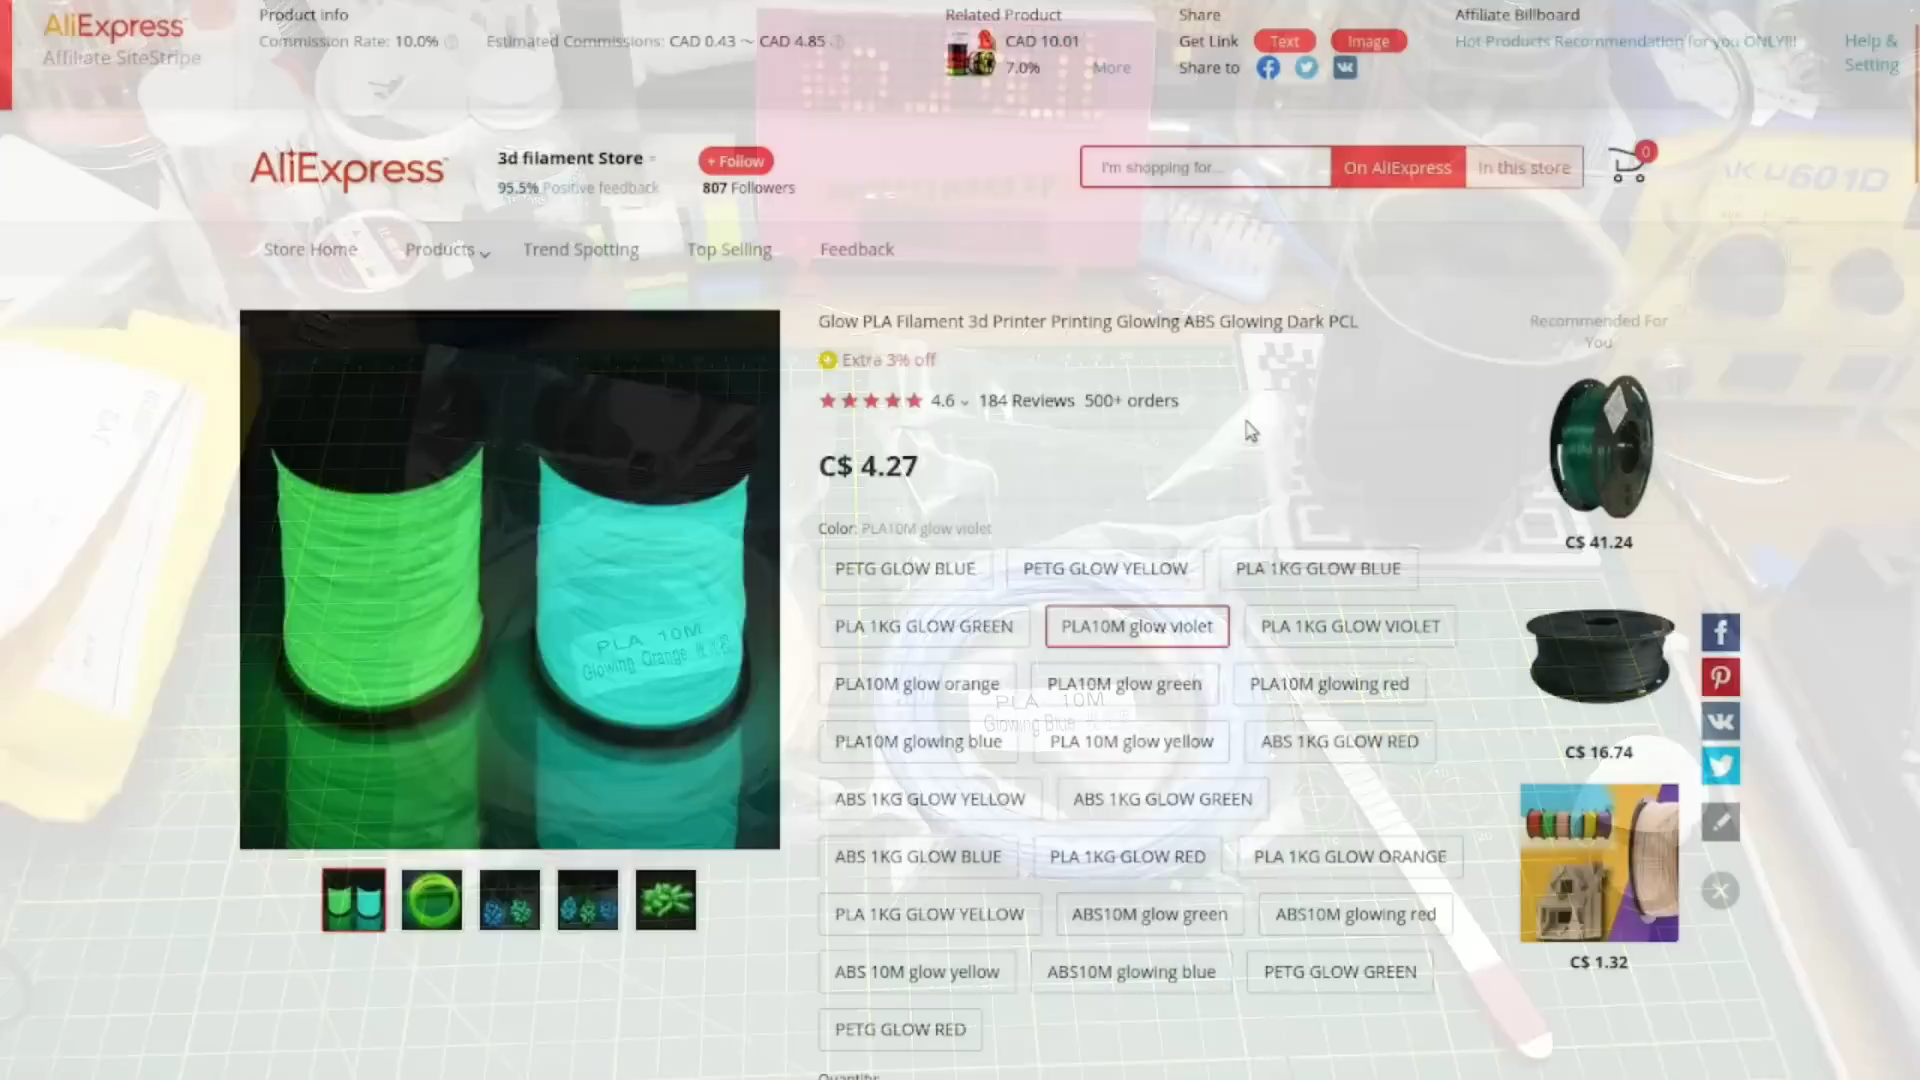 AliExpress
Affiliate SiteStripe
Product info
Commission Rate: 10.0%
Estimated Commissions: CAD 0.43 ～ CAD 4.85
Related Product
CAD 10.01
7.0%
More
Share
Get Link Text Image
Share to
Affiliate Billboard
Hot Products Recommendation for you ONLY!!!
Help &
Setting
AliExpress
3d filament Store
95.5% Positive feedback
+ Follow
807 Followers
I'm shopping for...
On AliExpress
In this store
0
Store Home
Products
Trend Spotting
Top Selling
Feedback
Glow PLA Filament 3d Printer Printing Glowing ABS Glowing Dark PCL
Extra 3% off
4.6 184 Reviews 500+ orders
C$ 4.27
Color: PLA10M glow violet
PETG GLOW BLUE PETG GLOW YELLOW PLA 1KG GLOW BLUE
PLA 1KG GLOW GREEN PLA10M glow violet PLA 1KG GLOW VIOLET
PLA10M glow orange PLA10M glow green PLA10M glowing red
PLA10M glowing blue PLA 10M glow yellow ABS 1KG GLOW RED
ABS 1KG GLOW YELLOW ABS 1KG GLOW GREEN
ABS 1KG GLOW BLUE PLA 1KG GLOW RED PLA 1KG GLOW ORANGE
PLA 1KG GLOW YELLOW ABS10M glow green ABS10M glowing red
ABS 10M glow yellow ABS10M glowing blue PETG GLOW GREEN
PETG GLOW RED
Quantity:
PLA 10M
Glowing Orange
PLA 10M
Glowing Blue
Recommended For
You
C$ 41.24
C$ 16.74
C$ 1.32